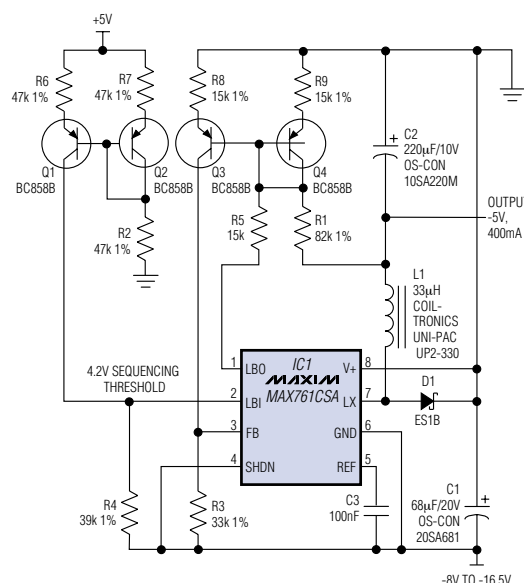 +5V
R6
47k 1%
R7
47k 1%
R8
15k 1%
R9
15k 1%
Q1
BC858B
Q2
BC858B
Q3
BC858B
Q4
BC858B
C2
220µF/10V
OS-CON
10SA220M
R2
47k 1%
R5
15k
R1
82k 1%
OUTPUT
-5V,
400mA
L1
33µH
COIL-
TRONICS
UNI-PAC
UP2-330
4.2V SEQUENCING
THRESHOLD
IC1
MAXIM
MAX761CSA
1 LBO
2 LBI
3 FB
4 SHDN
V+ 8
LX 7
GND 6
REF 5
D1
ES1B
R4
39k 1%
R3
33k 1%
C3
100nF
C1
68µF/20V
OS-CON
20SA681
-8V TO -16.5V